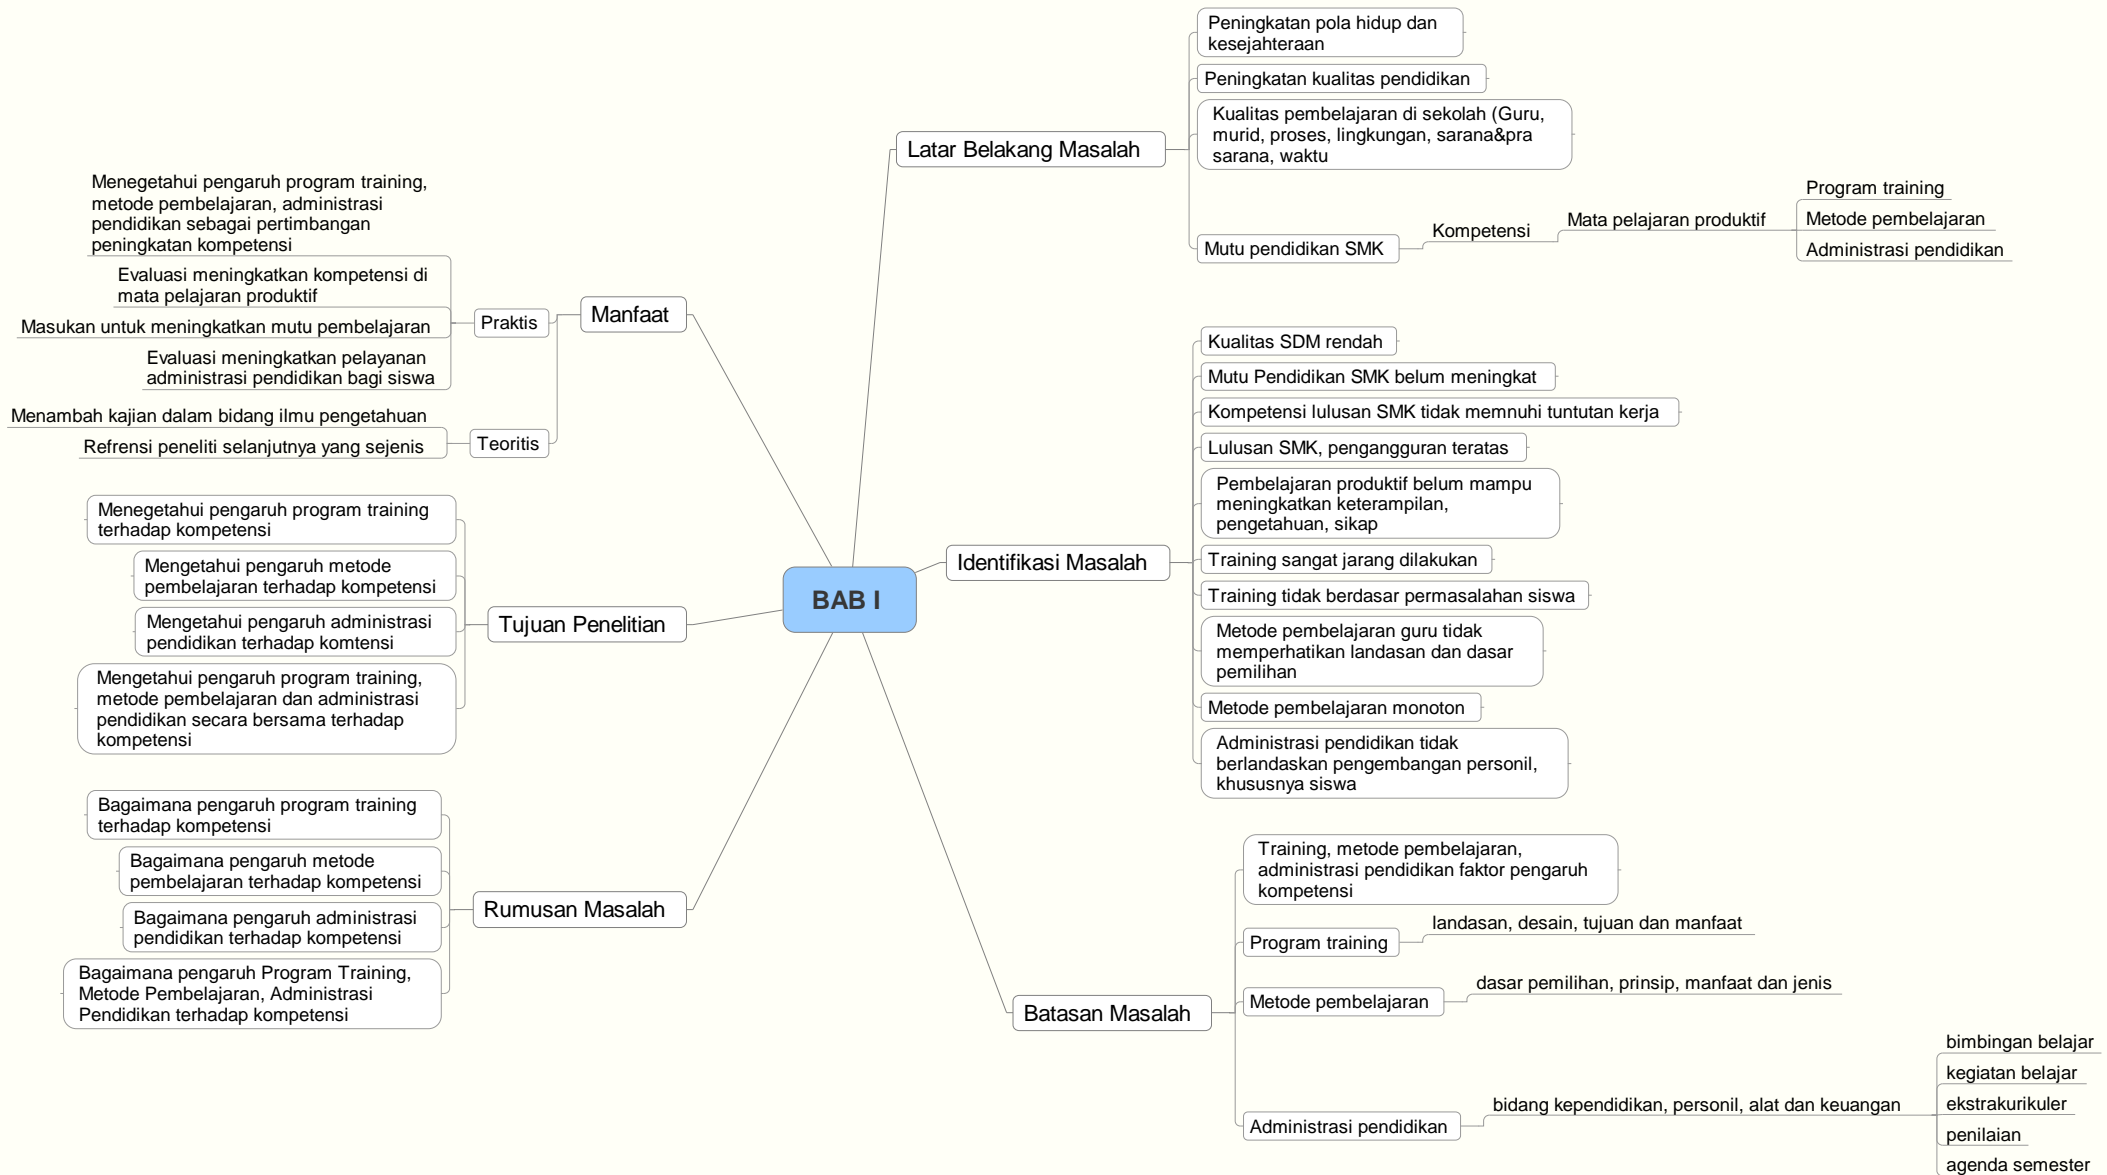 BAB I
Latar Belakang Masalah
Peningkatan pola hidup dan
kesejahteraan
Peningkatan kualitas pendidikan
Kualitas pembelajaran di sekolah (Guru,
murid, proses, lingkungan, sarana&pra
sarana, waktu
Mutu pendidikan SMK
Kompetensi
Mata pelajaran produktif
Program training
Metode pembelajaran
Administrasi pendidikan
Identifikasi Masalah
Kualitas SDM rendah
Mutu Pendidikan SMK belum meningkat
Kompetensi lulusan SMK tidak memnuhi tuntutan kerja
Lulusan SMK, pengangguran teratas
Pembelajaran produktif belum mampu
meningkatkan keterampilan,
pengetahuan, sikap
Training sangat jarang dilakukan
Training tidak berdasar permasalahan siswa
Metode pembelajaran guru tidak
memperhatikan landasan dan dasar
pemilihan
Metode pembelajaran monoton
Administrasi pendidikan tidak
berlandaskan pengembangan personil,
khususnya siswa
Batasan Masalah
Training, metode pembelajaran,
administrasi pendidikan faktor pengaruh
kompetensi
Program training
landasan, desain, tujuan dan manfaat
Metode pembelajaran
dasar pemilihan, prinsip, manfaat dan jenis
Administrasi pendidikan
bidang kependidikan, personil, alat dan keuangan
bimbingan belajar
kegiatan belajar
ekstrakurikuler
penilaian
agenda semester
Manfaat
Praktis
Menegetahui pengaruh program training,
metode pembelajaran, administrasi
pendidikan sebagai pertimbangan
peningkatan kompetensi
Evaluasi meningkatkan kompetensi di
mata pelajaran produktif
Masukan untuk meningkatkan mutu pembelajaran
Evaluasi meningkatkan pelayanan
administrasi pendidikan bagi siswa
Teoritis
Menambah kajian dalam bidang ilmu pengetahuan
Refrensi peneliti selanjutnya yang sejenis
Tujuan Penelitian
Menegetahui pengaruh program training
terhadap kompetensi
Mengetahui pengaruh metode
pembelajaran terhadap kompetensi
Mengetahui pengaruh administrasi
pendidikan terhadap komtensi
Mengetahui pengaruh program training,
metode pembelajaran dan administrasi
pendidikan secara bersama terhadap
kompetensi
Rumusan Masalah
Bagaimana pengaruh program training
terhadap kompetensi
Bagaimana pengaruh metode
pembelajaran terhadap kompetensi
Bagaimana pengaruh administrasi
pendidikan terhadap kompetensi
Bagaimana pengaruh Program Training,
Metode Pembelajaran, Administrasi
Pendidikan terhadap kompetensi